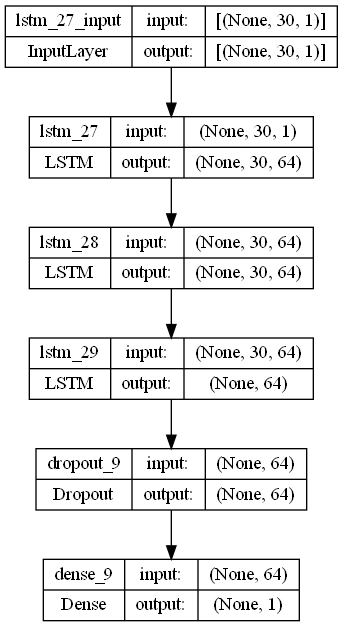 lstm_27_input input: [(None, 30, 1)]
InputLayer output: [(None, 30, 1)]
lstm_27 input: (None, 30, 1)
LSTM output: (None, 30, 64)
lstm_28 input: (None, 30, 64)
LSTM output: (None, 30, 64)
lstm_29 input: (None, 30, 64)
LSTM output: (None, 64)
dropout_9 input: (None, 64)
Dropout output: (None, 64)
dense_9 input: (None, 64)
Dense output: (None, 1)